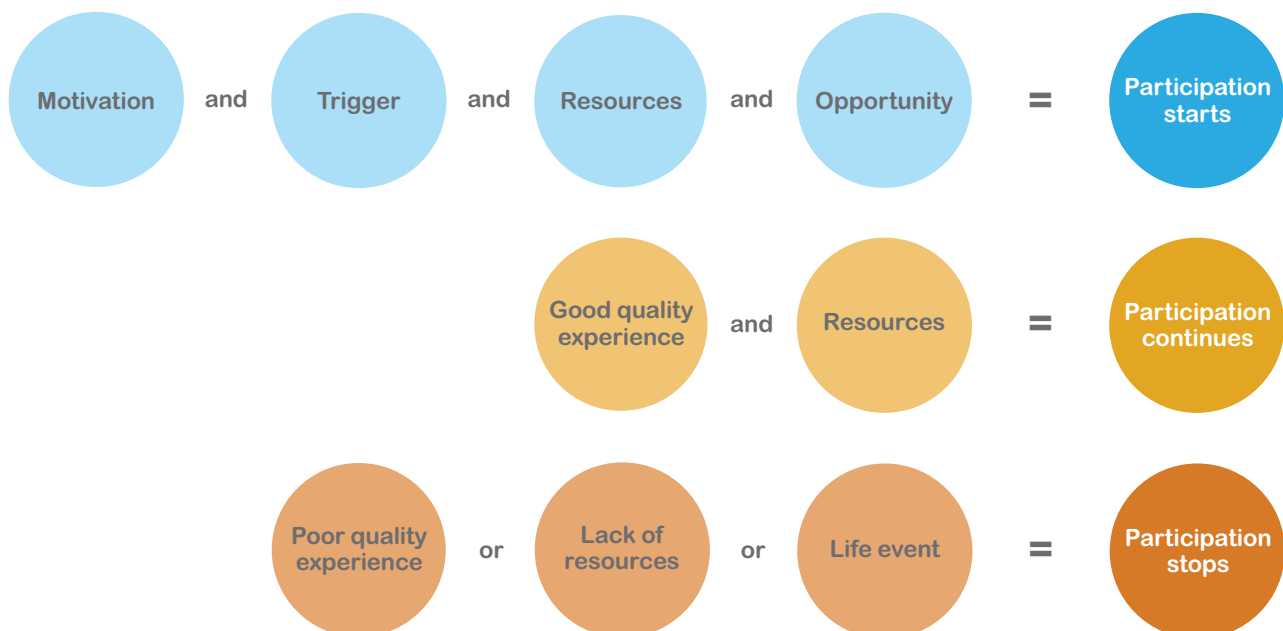 Motivation and Trigger and Resources and Opportunity = Participation
starts
Good quality
experience and Resources = Participation
continues
Poor quality
experience or Lack of
resources or Life event = Participation
stops